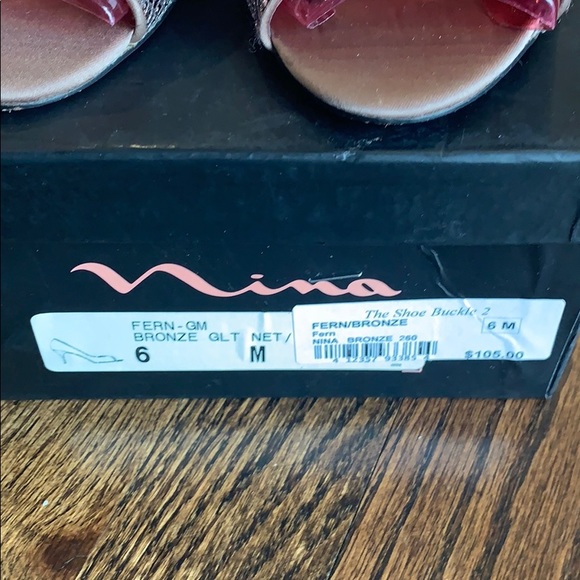 Nina
FERN-GM
BRONZE GLT NET/
6 M
The Shoe Buckle 2
FERN/BRONZE 6 M
Fern
NINA BRONZE 260
$105.00